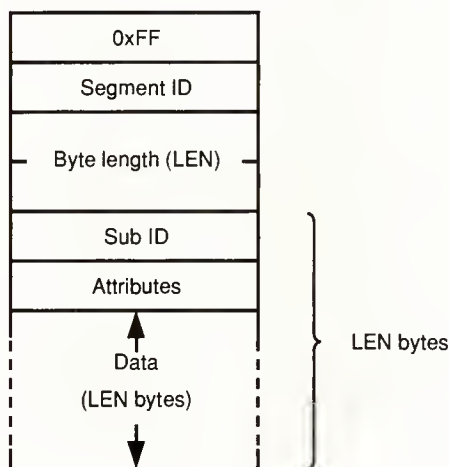 0xFF
Segment ID
Byte length (LEN)
Sub ID
Attributes
Data
(LEN bytes)
LEN bytes